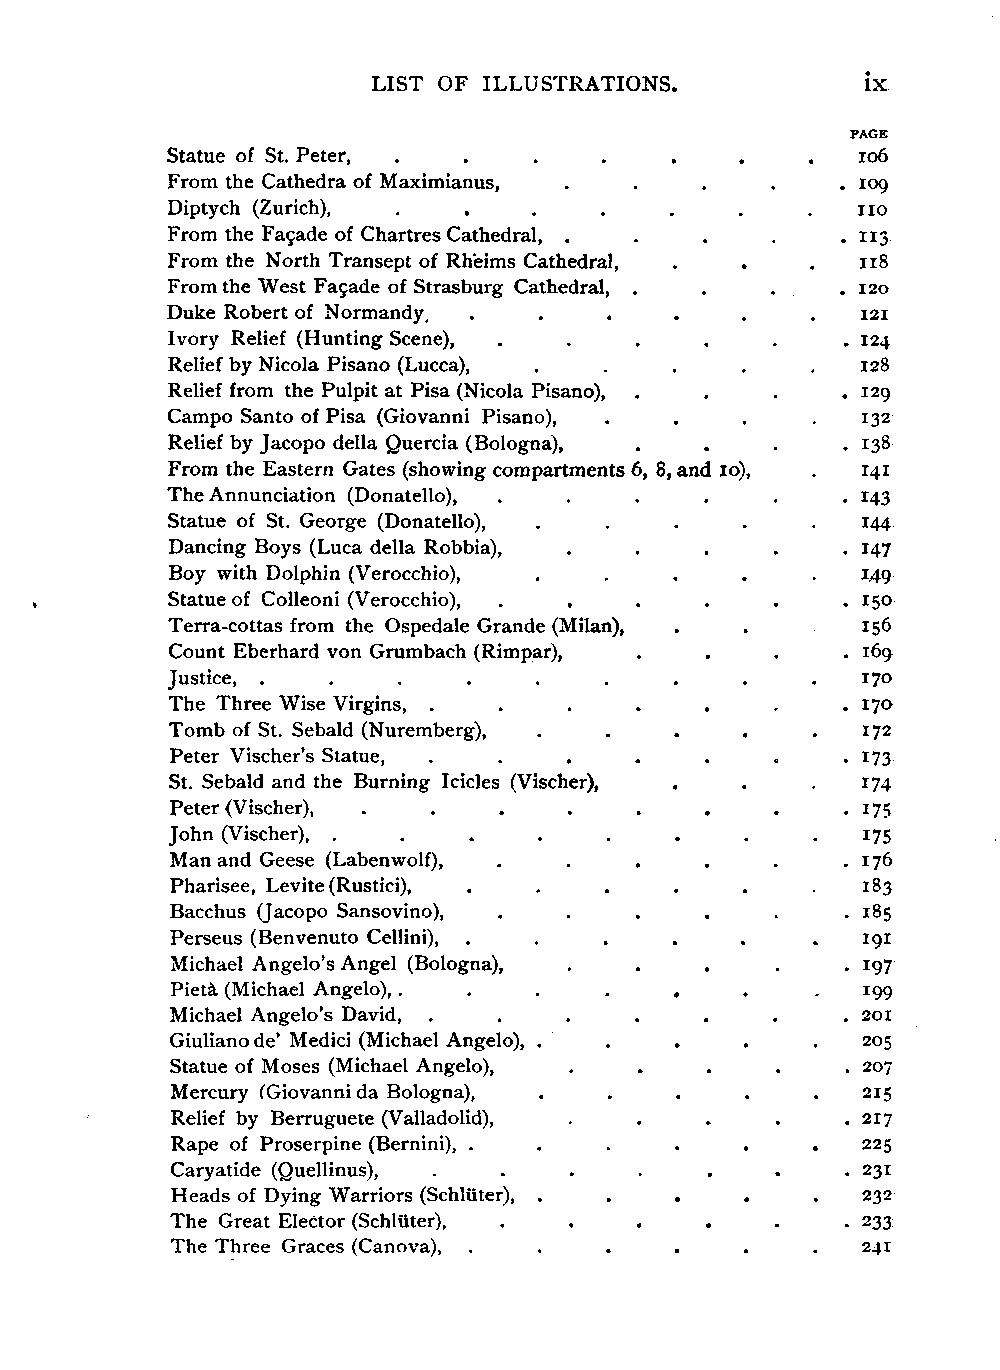 LIST OF ILLUSTRATIONS. ix
PAGE
Statue of St. Peter, . . . . . . . 106
From the Cathedra of Maximianus, . . . . . 109
Diptych (Zurich), . . . . . . . 110
From the Façade of Chartres Cathedral, . . . . . 113
From the North Transept of Rheims Cathedral, . . . 118
From the West Façade of Strasburg Cathedral, . . . . 120
Duke Robert of Normandy, . . . . . . 121
Ivory Relief (Hunting Scene), . . . . . . 124
Relief by Nicola Pisano (Lucca), . . . . . 128
Relief from the Pulpit at Pisa (Nicola Pisano), . . . . 129
Campo Santo of Pisa (Giovanni Pisano), . . . . 132
Relief by Jacopo della Quercia (Bologna), . . . . 138
From the Eastern Gates (showing compartments 6, 8, and 10), . 141
The Annunciation (Donatello), . . . . . . 143
Statue of St. George (Donatello), . . . . . 144
Dancing Boys (Luca della Robbia), . . . . . 147
Boy with Dolphin (Verocchio), . . . . . 149
Statue of Colleoni (Verocchio), . . . . . . 150
Terra-cottas from the Ospedale Grande (Milan), . . . 156
Count Eberhard von Grumbach (Rimpar), . . . . 169
Justice, . . . . . . . . . 170
The Three Wise Virgins, . . . . . . . 170
Tomb of St. Sebald (Nuremberg), . . . . . 172
Peter Vischer's Statue, . . . . . . . 173
St. Sebald and the Burning Icicles (Vischer), . . . 174
Peter (Vischer), . . . . . . . . 175
John (Vischer), . . . . . . . . 175
Man and Geese (Labenwolf), . . . . . . 176
Pharisee, Levite (Rustici), . . . . . . 183
Bacchus (Jacopo Sansovino), . . . . . . 185
Perseus (Benvenuto Cellini), . . . . . . 191
Michael Angelo's Angel (Bologna), . . . . . 197
Pietà (Michael Angelo), . . . . . . . 199
Michael Angelo's David, . . . . . . . 201
Giuliano de' Medici (Michael Angelo), . . . . . 205
Statue of Moses (Michael Angelo), . . . . . 207
Mercury (Giovanni da Bologna), . . . . . 215
Relief by Berruguete (Valladolid), . . . . . 217
Rape of Proserpine (Bernini), . . . . . . 225
Caryatide (Quellinus), . . . . . . . 231
Heads of Dying Warriors (Schlüter), . . . . . 232
The Great Elector (Schlüter), . . . . . . 233
The Three Graces (Canova), . . . . . . 241